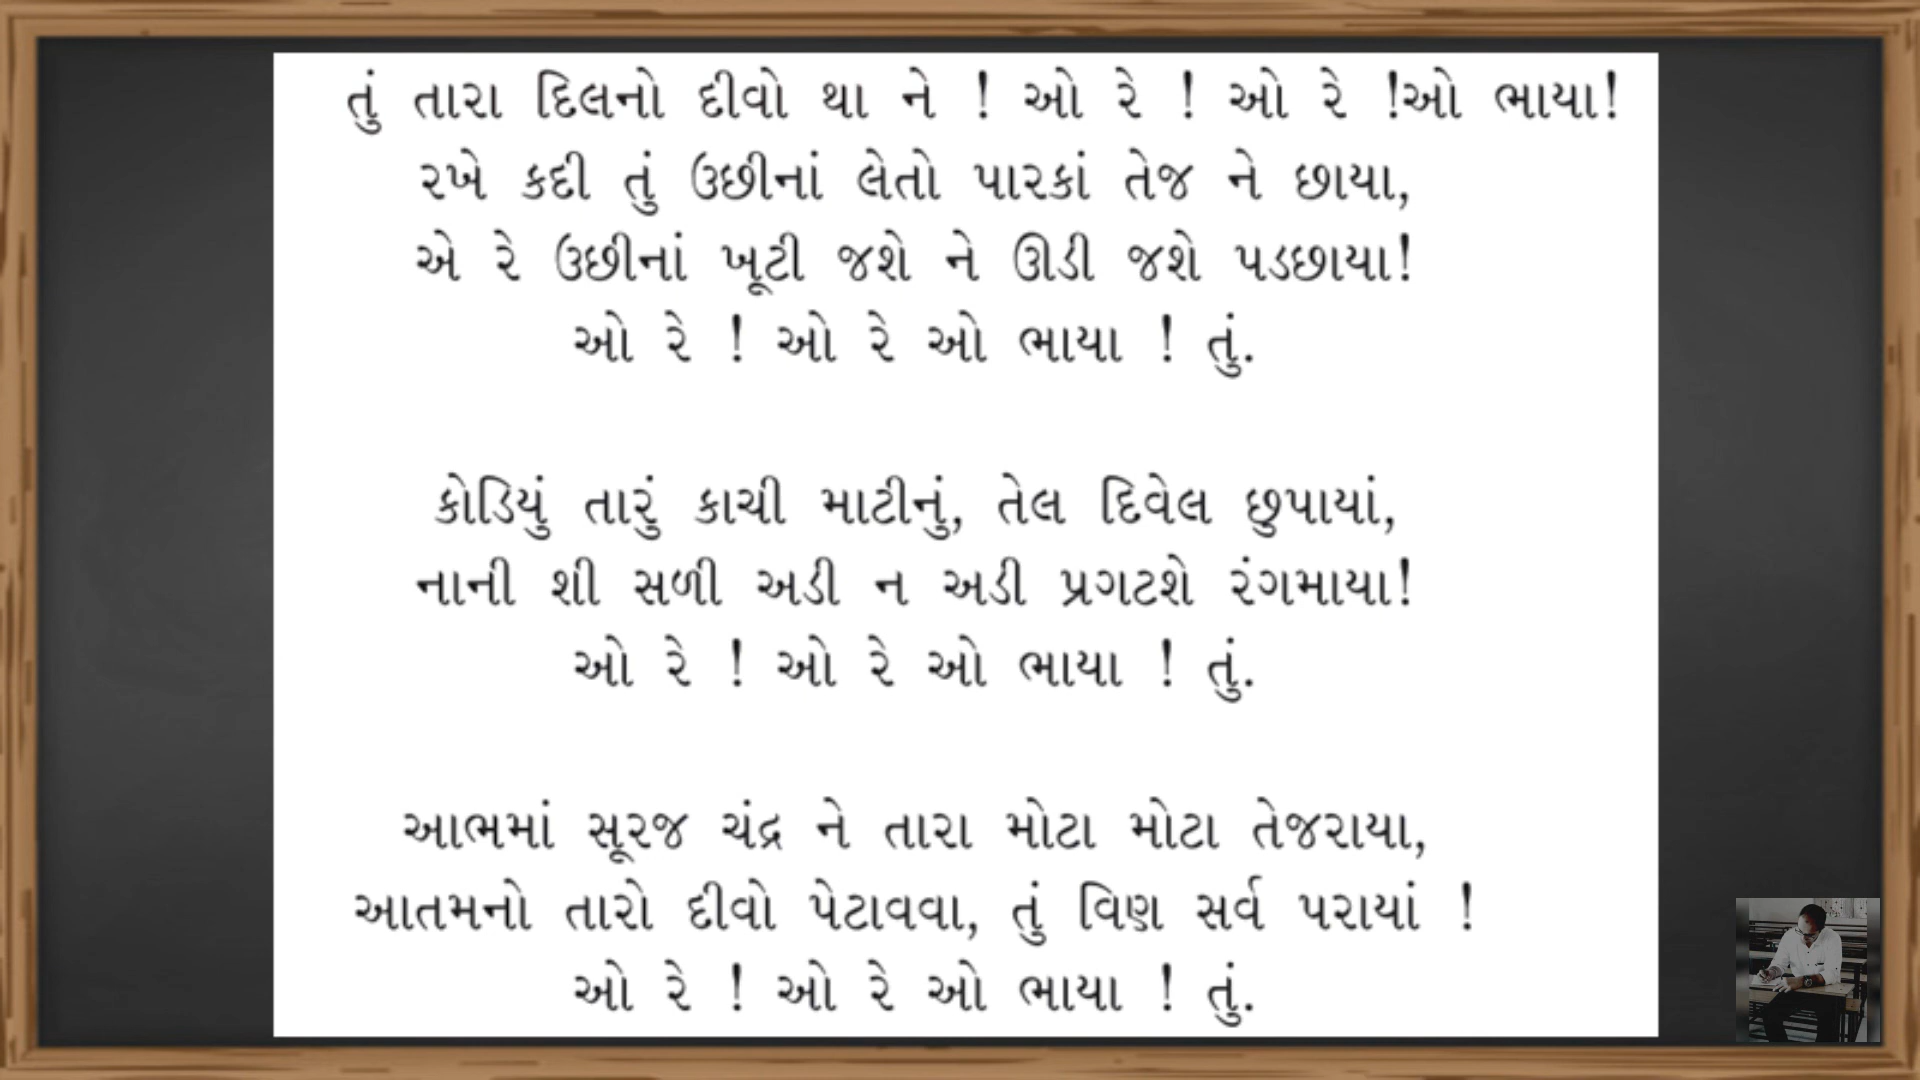 તું તારા દિલનો દીવો થા ને ! ઓ રે ! ઓ રે !ઓ ભાયા!
રખે કદી તું ઉછીનાં લેતો પારકાં તેજ ને છાયા,
એ રે ઉછીનાં ખૂટી જશે ને ઊડી જશે પડછાયા!
ઓ રે ! ઓ રે ઓ ભાયા ! તું.
કોડિયું તારું કાચી માટીનું, તેલ દિવેલ છુપાયાં,
નાની શી સળી અડી ન અડી પ્રગટશે રંગમાયા!
ઓ રે ! ઓ રે ઓ ભાયા ! તું.
આભમાં સૂરજ ચંદ્ર ને તારા મોટા મોટા તેજરાયા,
આતમનો તારો દીવો પેટાવવા, તું વિણ સર્વ પરાયાં !
ઓ રે ! ઓ રે ઓ ભાયા ! તું.